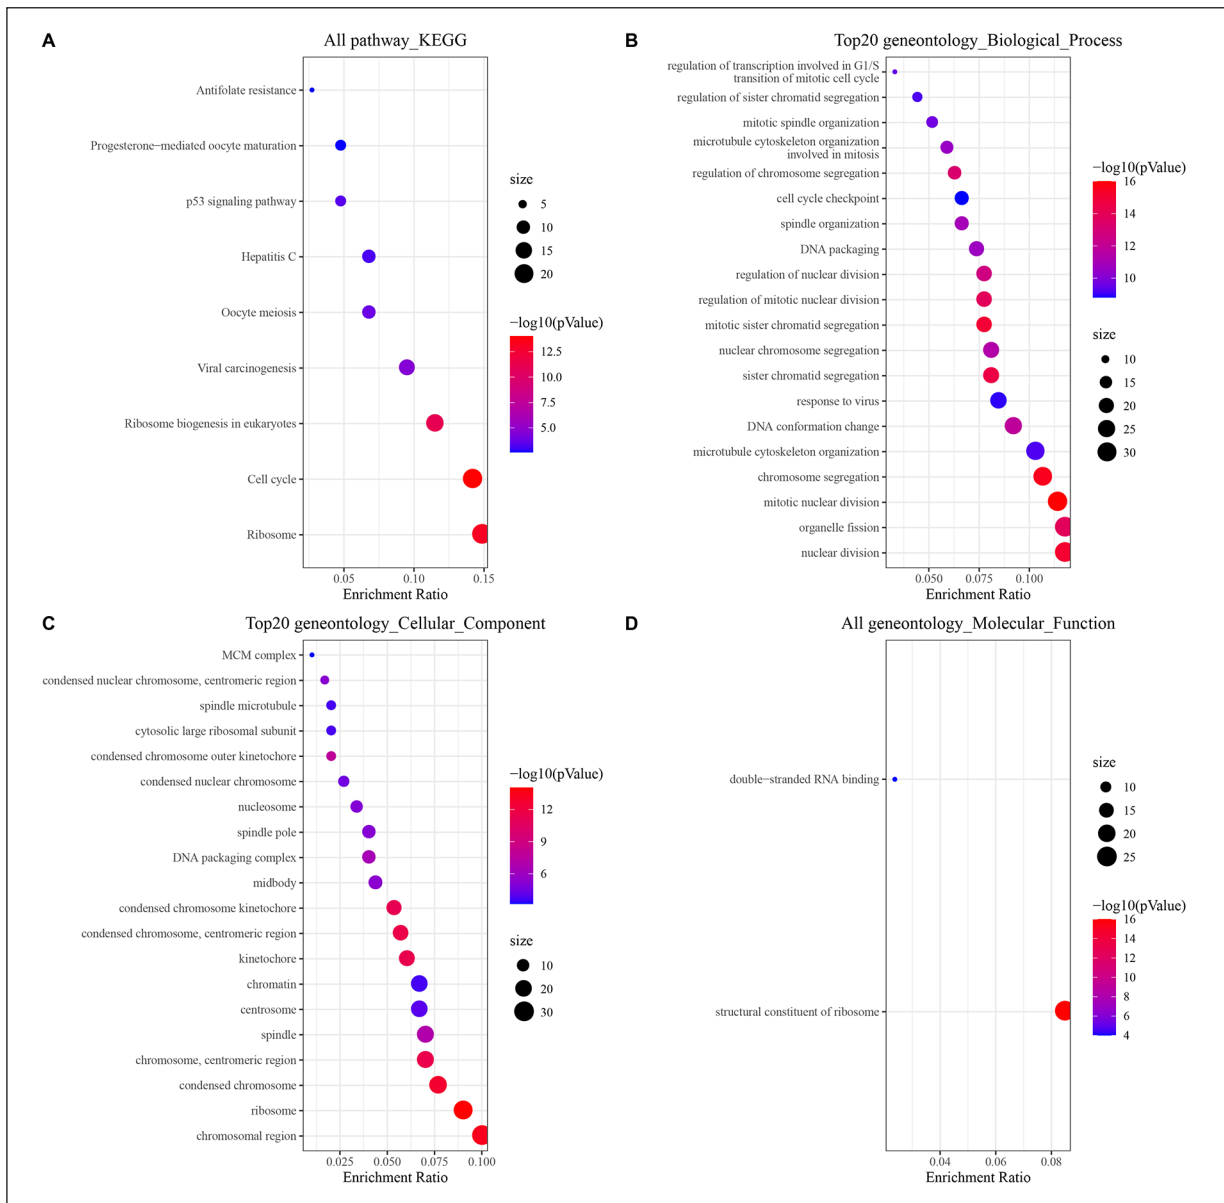 A
All pathway_KEGG
Antifolate resistance
Progesterone−mediated oocyte maturation
p53 signaling pathway
Hepatitis C
Oocyte meiosis
Viral carcinogenesis
Ribosome biogenesis in eukaryotes
Cell cycle
Ribosome
0.05 0.10 0.15
Enrichment Ratio
size
5
10
15
20
−log10(pValue)
12.5
10.0
7.5
5.0
B
Top20 geneontology_Biological_Process
regulation of transcription involved in G1/S
transition of mitotic cell cycle
regulation of sister chromatid segregation
mitotic spindle organization
microtubule cytoskeleton organization
involved in mitosis
regulation of chromosome segregation
cell cycle checkpoint
spindle organization
DNA packaging
regulation of nuclear division
regulation of mitotic nuclear division
mitotic sister chromatid segregation
nuclear chromosome segregation
sister chromatid segregation
response to virus
DNA conformation change
microtubule cytoskeleton organization
chromosome segregation
mitotic nuclear division
organelle fission
nuclear division
0.050 0.075 0.100
Enrichment Ratio
−log10(pValue)
16
14
12
10
size
10
15
20
25
30
C
Top20 geneontology_Cellular_Component
MCM complex
condensed nuclear chromosome, centromeric region
spindle microtubule
cytosolic large ribosomal subunit
condensed chromosome outer kinetochore
condensed nuclear chromosome
nucleosome
spindle pole
DNA packaging complex
midbody
condensed chromosome kinetochore
condensed chromosome, centromeric region
kinetochore
chromatin
centrosome
spindle
chromosome, centromeric region
condensed chromosome
ribosome
chromosomal region
0.025 0.050 0.075 0.100
Enrichment Ratio
−log10(pValue)
12
9
6
size
10
20
30
D
All geneontology_Molecular_Function
double−stranded RNA binding
structural constituent of ribosome
0.04 0.06 0.08
Enrichment Ratio
size
10
15
20
25
−log10(pValue)
16
14
12
10
8
6
4